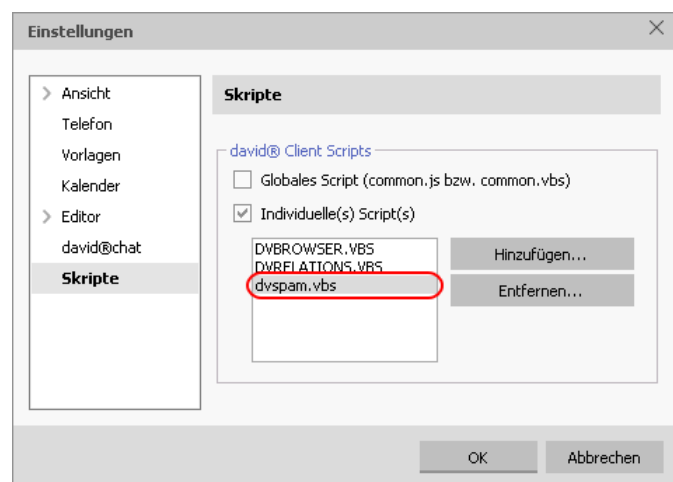 Einstellungen
Ansicht
Telefon
Vorlagen
Kalender
Editor
david®chat
Skripte
Skripte
david® Client Scripts
Globales Script (common.js bzw. common.vbs)
Individuelle(s) Script(s)
DVBROWSER.VBS
DVRELATIONS.VBS
dvspam.vbs
Hinzufügen...
Entfernen...
OK
Abbrechen